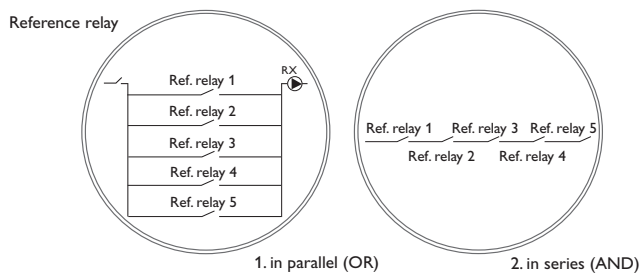 Reference relay
RX
Ref. relay 1
Ref. relay 2
Ref. relay 3
Ref. relay 4
Ref. relay 5
1. in parallel (OR)
Ref. relay 1 Ref. relay 3 Ref. relay 5
Ref. relay 2 Ref. relay 4
2. in series (AND)